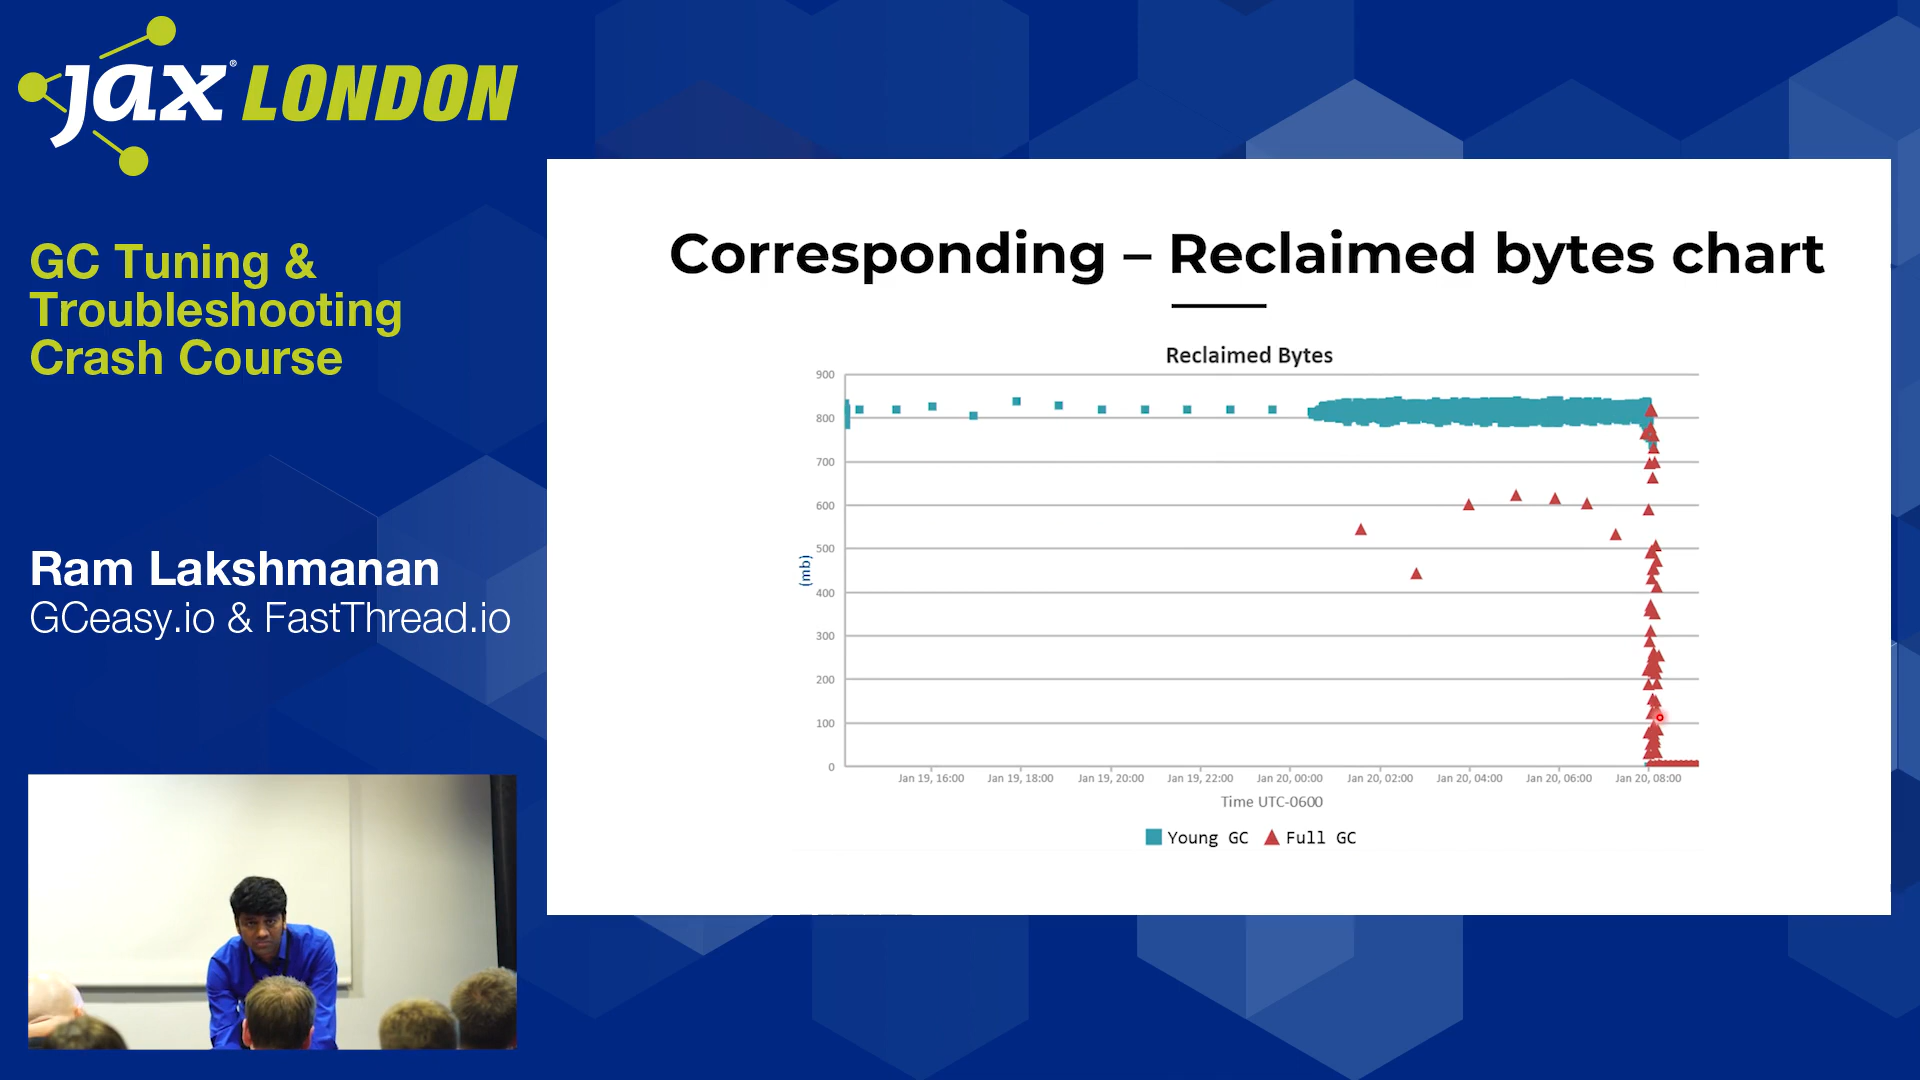 jax® LONDON
GC Tuning &
Troubleshooting
Crash Course
Ram Lakshmanan
GCeasy.io & FastThread.io
Corresponding – Reclaimed bytes chart
Reclaimed Bytes
900
800
700
600
500
400
300
200
100
0
(mb)
Jan 19, 16:00 Jan 19, 18:00 Jan 19, 20:00 Jan 19, 22:00 Jan 20, 00:00 Jan 20, 02:00 Jan 20, 04:00 Jan 20, 06:00 Jan 20, 08:00
Time UTC-0600
Young GC Full GC